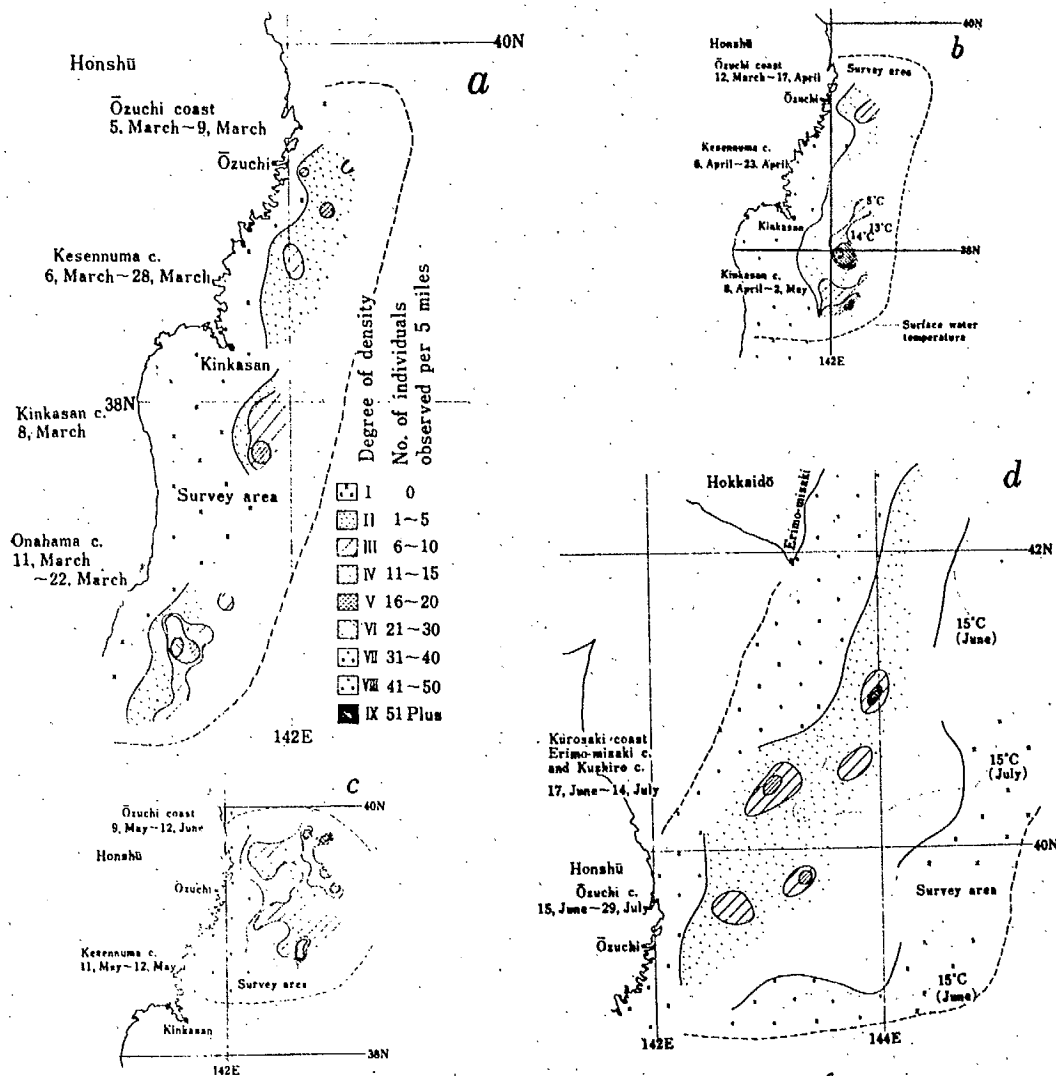 a
40N
Honshū
Ōzuchi coast
5, March~9, March
Ōzuchi
Kesennuma c.
6, March~28, March
Kinkasan
38N
Kinkasan c.
8, March
Survey area
Onahama c.
11, March
~22, March
142E
Degree of density
No. of individuals
observed per 5 miles
I 0
II 1~5
III 6~10
IV 11~15
V 16~20
VI 21~30
VII 31~40
VIII 41~50
IX 51 Plus
b
40N
Honshū
Ōzuchi coast
12, March~17, April
Survey area
Ōzuchi
Kesennuma c.
6, April~23, April
Kinkasan
13°C
14°C
38N
Kinkasan c.
8, April~2, May
Surface water
temperature
142E
c
40N
Ōzuchi coast
9, May~12, June
Honshū
Ōzuchi
Kesennuma c.
11, May~12, May
Survey area
Kinkasan
38N
142E
d
Hokkaidō
Erimo-misaki
42N
15°C
(June)
Kurosaki coast
Erimo-misaki c.
and Kushiro c.
17, June~14, July
15°C
(July)
40N
Honshū
Ōzuchi c.
15, June~29, July
Survey area
Ōzuchi
15°C
(June)
142E
144E